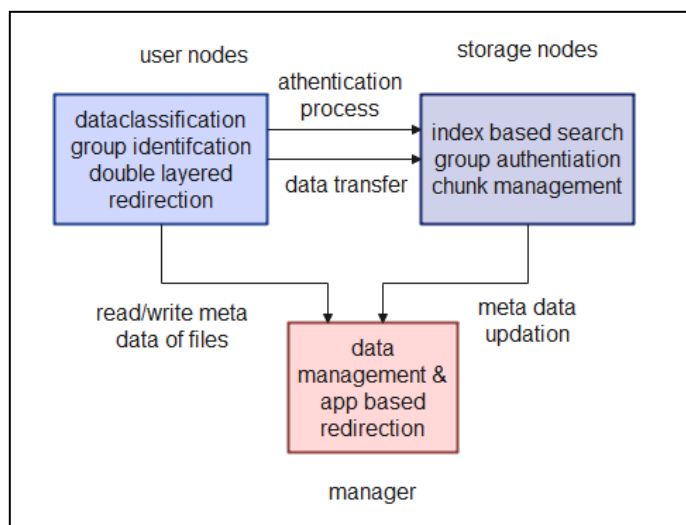 user nodes
storage nodes
athentication
process
dataclassification
group identifcation
double layered
redirection
index based search
group authentiation
chunk management
data transfer
read/write meta
data of files
meta data
updation
data
management &
app based
redirection
manager